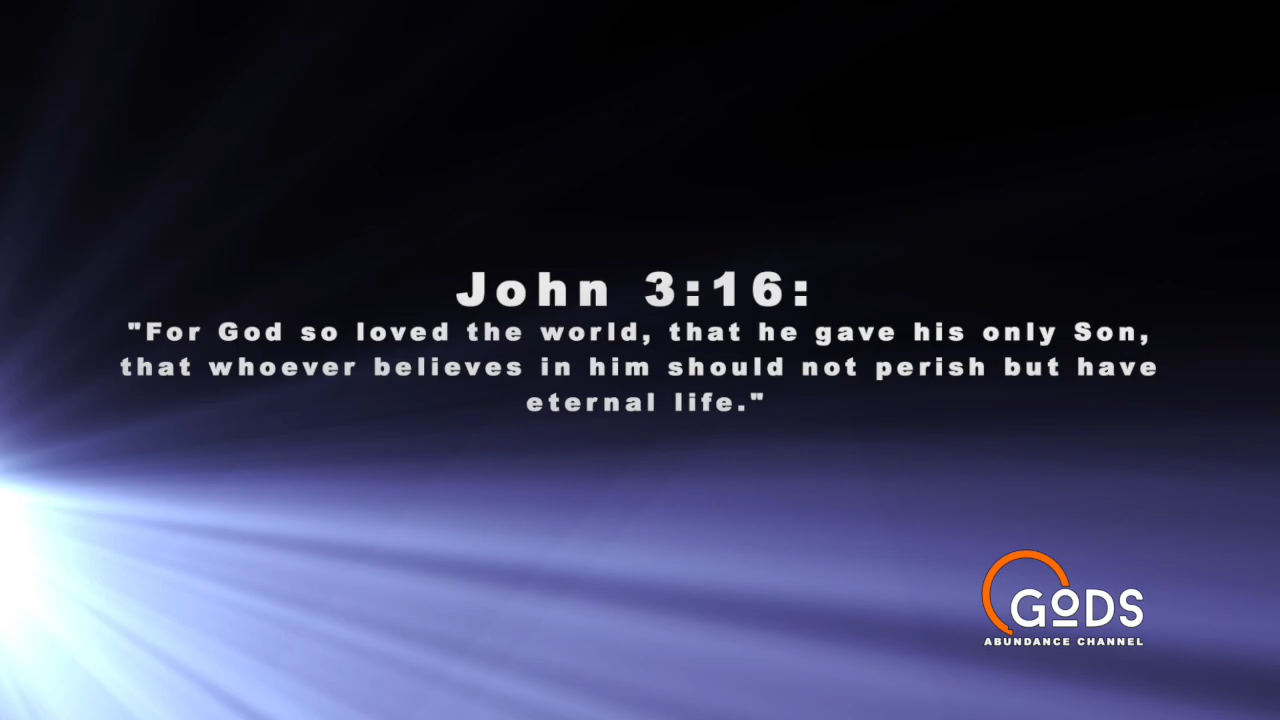 John 3:16:
"For God so loved the world, that he gave his only Son,
that whoever believes in him should not perish but have
eternal life."
GODS
ABUNDANCE CHANNEL